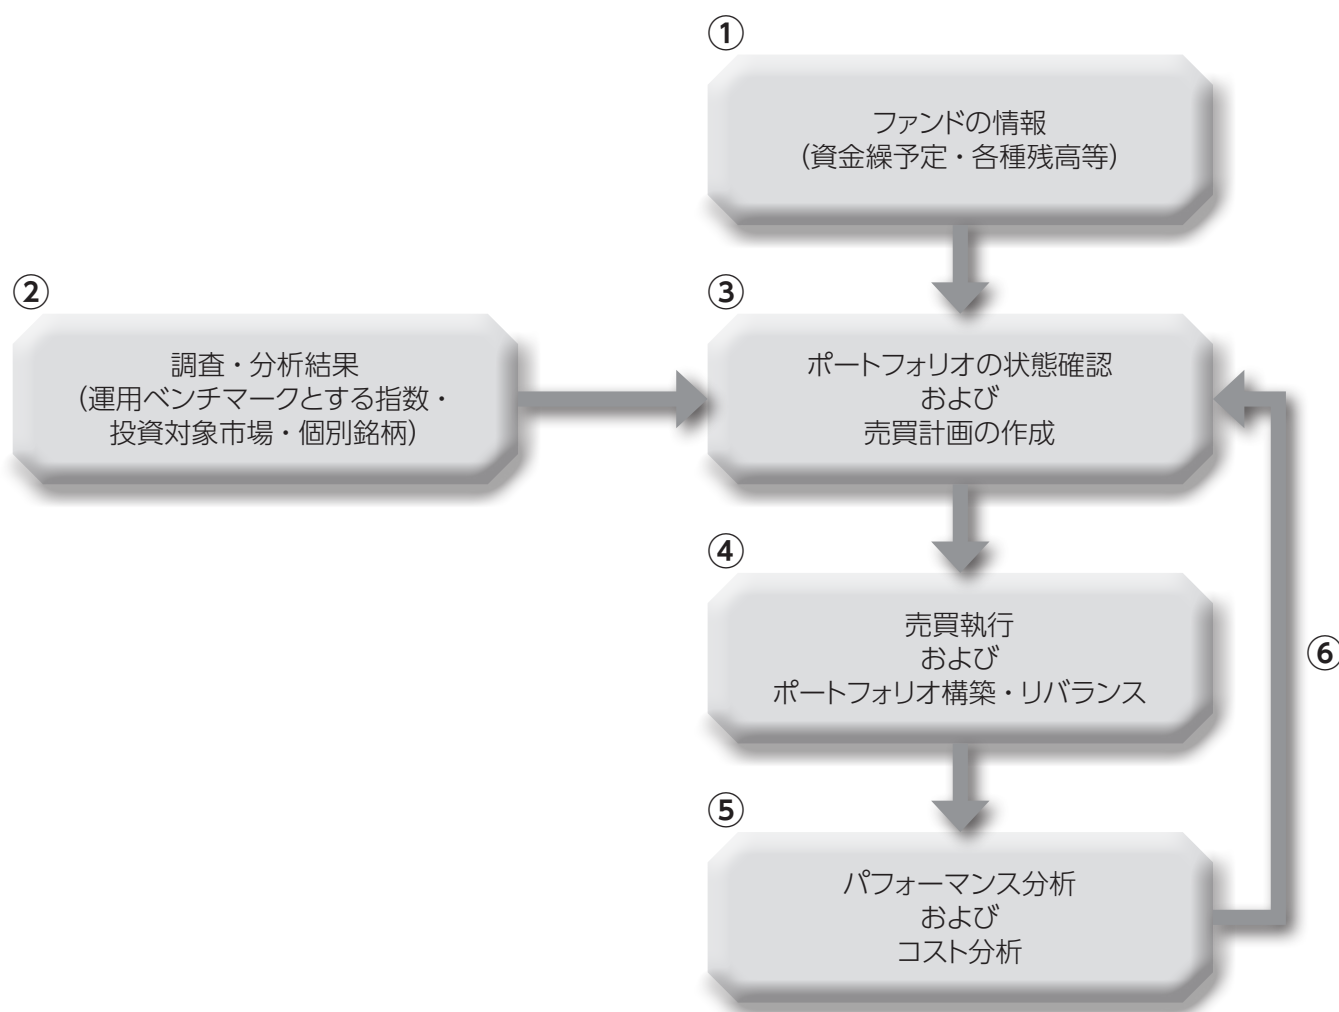 ①
ファンドの情報
(資金繰予定・各種残高等)
②
調査・分析結果
(運用ベンチマークとする指数・
投資対象市場・個別銘柄)
③
ポートフォリオの状態確認
および
売買計画の作成
④
売買執行
および
ポートフォリオ構築・リバランス
⑤
パフォーマンス分析
および
コスト分析
⑥